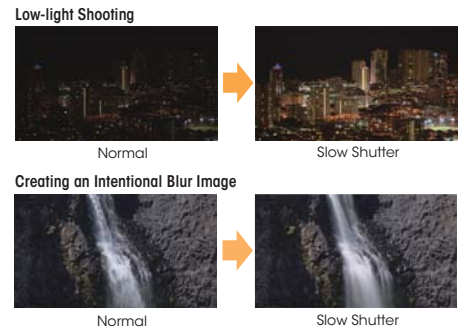 Low-light Shooting
Normal
Slow Shutter
Creating an Intentional Blur Image
Normal
Slow Shutter